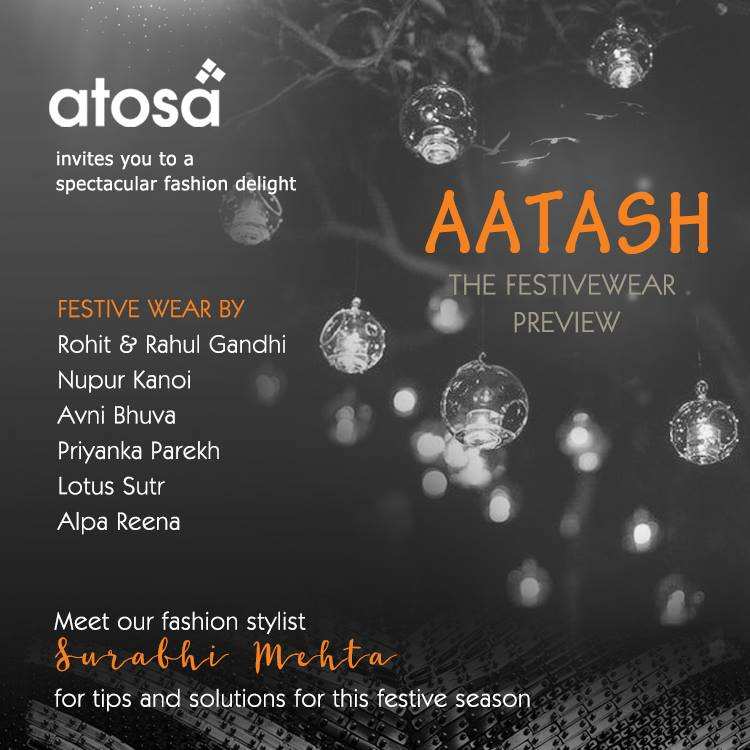 atosa
invites you to a
spectacular fashion delight
AATASH
THE FESTIVEWEAR
PREVIEW
FESTIVE WEAR BY
Rohit & Rahul Gandhi
Nupur Kanoi
Avni Bhuva
Priyanka Parekh
Lotus Sutr
Alpa Reena
Meet our fashion stylist
Surabhi Mehta
for tips and solutions for this festive season